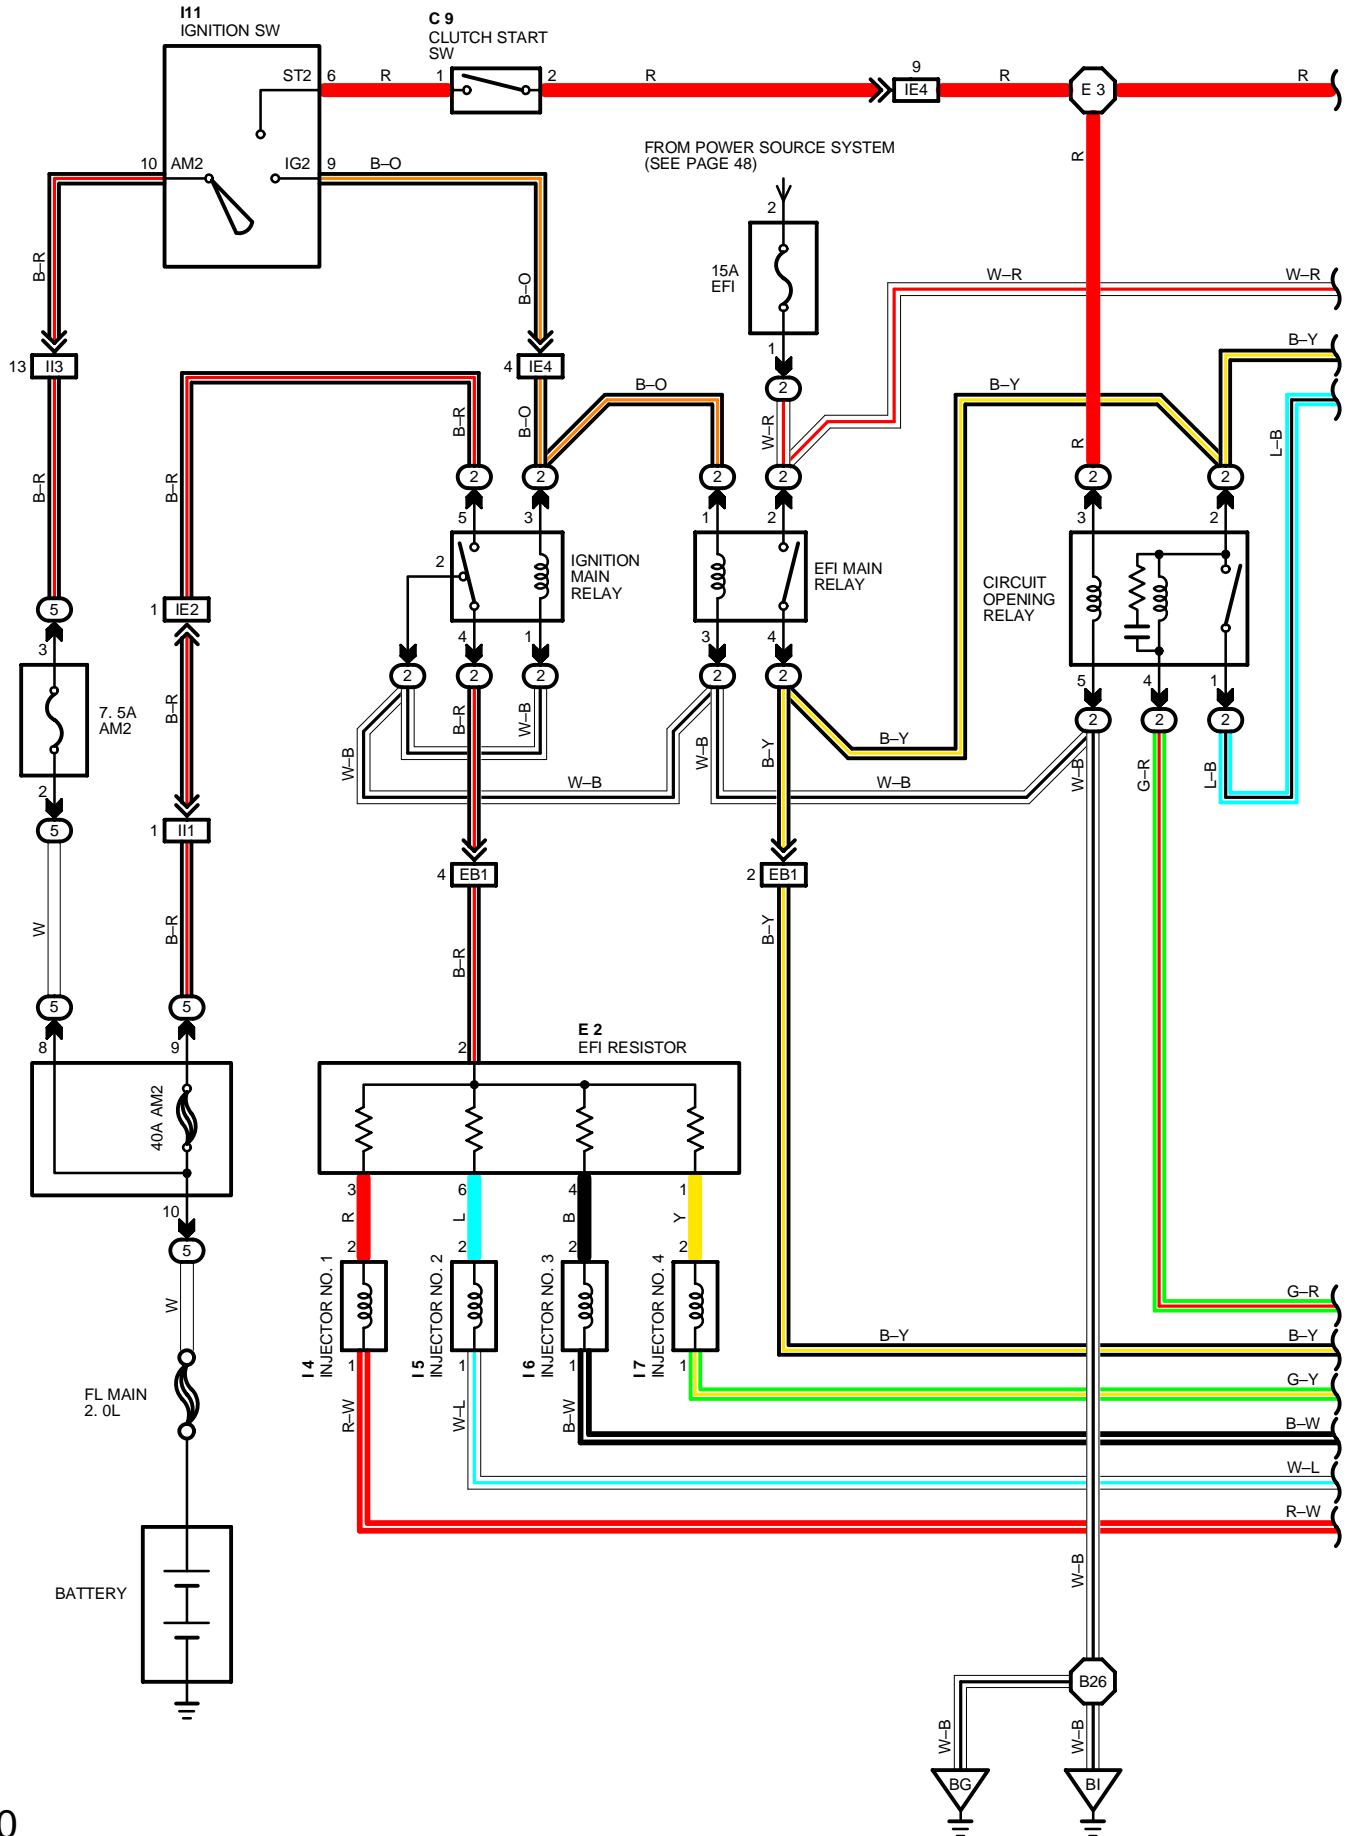 I11
IGNITION SW
C 9
CLUTCH START
SW
ST2 6 R 1 2 R 9
IE4 R E 3 R
10 AM2 IG2 9 B–O
FROM POWER SOURCE SYSTEM
(SEE PAGE 48)
2
R
B–R
B–O
15A
EFI
W–R W–R
1
B–Y
13 II3
4 IE4
2
B–O
B–Y
B–R
B–O
W–R
R
L–B
B–R
B–R
2 2 2 2 2 2
5 3 1 2 3 2
2
IGNITION
MAIN
RELAY
EFI MAIN
RELAY
CIRCUIT
OPENING
RELAY
5
1 IE2
3
4 1 3 4
2 2 2 2 2
5 4 1
2 2 2
7. 5A
AM2
B–R
B–R
W–B
W–B
W–B
B–Y
B–Y
W–B
W–B
W–B
G–R
L–B
2
5
1 II1
4 EB1
2 EB1
W
B–R
B–R
B–Y
5 5
8 9
E 2
EFI RESISTOR
2
40A AM2
3 6 4 1
R L B Y
10
5
2 2 2 2
I 4
INJECTOR NO. 1
I 5
INJECTOR NO. 2
I 6
INJECTOR NO. 3
I 7
INJECTOR NO. 4
W
G–R
B–Y B–Y
1 1 1 1
G–Y
FL MAIN
2. 0L
R–W
W–L
B–W
B–W
W–L
R–W
W–B
BATTERY
B26
W–B
W–B
BG BI
0